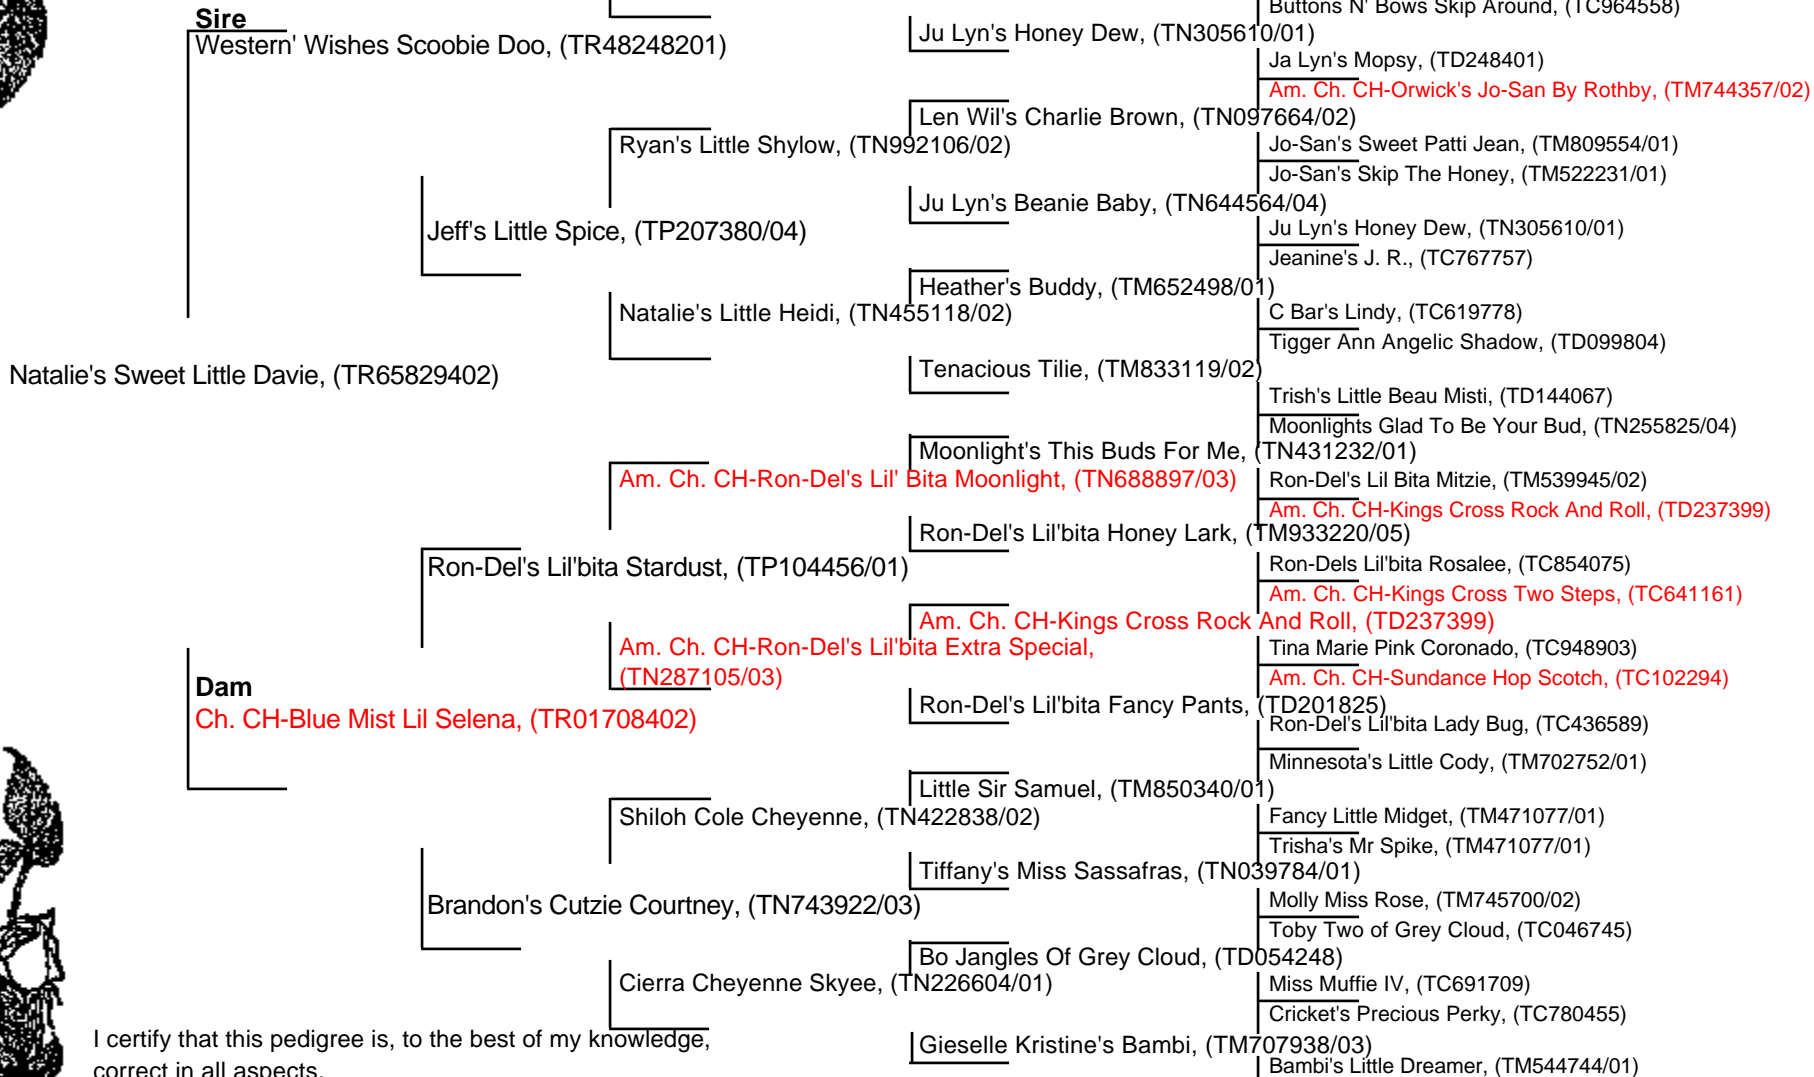 Buttons N' Bows Skip Around, (TC964558)
Sire
Western' Wishes Scoobie Doo, (TR48248201)
Ju Lyn's Honey Dew, (TN305610/01)
Ja Lyn's Mopsy, (TD248401)
Am. Ch. CH-Orwick's Jo-San By Rothby, (TM744357/02)
Len Wil's Charlie Brown, (TN097664/02)
Ryan's Little Shylow, (TN992106/02)
Jo-San's Sweet Patti Jean, (TM809554/01)
Jo-San's Skip The Honey, (TM522231/01)
Ju Lyn's Beanie Baby, (TN644564/04)
Jeff's Little Spice, (TP207380/04)
Ju Lyn's Honey Dew, (TN305610/01)
Jeanine's J. R., (TC767757)
Heather's Buddy, (TM652498/01)
Natalie's Little Heidi, (TN455118/02)
C Bar's Lindy, (TC619778)
Tigger Ann Angelic Shadow, (TD099804)
Tenacious Tilie, (TM833119/02)
Natalie's Sweet Little Davie, (TR65829402)
Trish's Little Beau Misti, (TD144067)
Moonlights Glad To Be Your Bud, (TN255825/04)
Moonlight's This Buds For Me, (TN431232/01)
Am. Ch. CH-Ron-Del's Lil' Bita Moonlight, (TN688897/03)
Ron-Del's Lil Bita Mitzie, (TM539945/02)
Am. Ch. CH-Kings Cross Rock And Roll, (TD237399)
Ron-Del's Lil'bita Honey Lark, (TM933220/05)
Ron-Del's Lil'bita Stardust, (TP104456/01)
Ron-Dels Lil'bita Rosalee, (TC854075)
Am. Ch. CH-Kings Cross Two Steps, (TC641161)
Am. Ch. CH-Kings Cross Rock And Roll, (TD237399)
Am. Ch. CH-Ron-Del's Lil'bita Extra Special,
(TN287105/03)
Tina Marie Pink Coronado, (TC948903)
Am. Ch. CH-Sundance Hop Scotch, (TC102294)
Dam
Ch. CH-Blue Mist Lil Selena, (TR01708402)
Ron-Del's Lil'bita Fancy Pants, (TD201825)
Ron-Del's Lil'bita Lady Bug, (TC436589)
Minnesota's Little Cody, (TM702752/01)
Little Sir Samuel, (TM850340/01)
Shiloh Cole Cheyenne, (TN422838/02)
Fancy Little Midget, (TM471077/01)
Trisha's Mr Spike, (TM471077/01)
Tiffany's Miss Sassafras, (TN039784/01)
Brandon's Cutzie Courtney, (TN743922/03)
Molly Miss Rose, (TM745700/02)
Toby Two of Grey Cloud, (TC046745)
Bo Jangles Of Grey Cloud, (TD054248)
Cierra Cheyenne Skyee, (TN226604/01)
Miss Muffie IV, (TC691709)
Cricket's Precious Perky, (TC780455)
Gieselle Kristine's Bambi, (TM707938/03)
Bambi's Little Dreamer, (TM544744/01)
I certify that this pedigree is, to the best of my knowledge,
correct in all aspects.